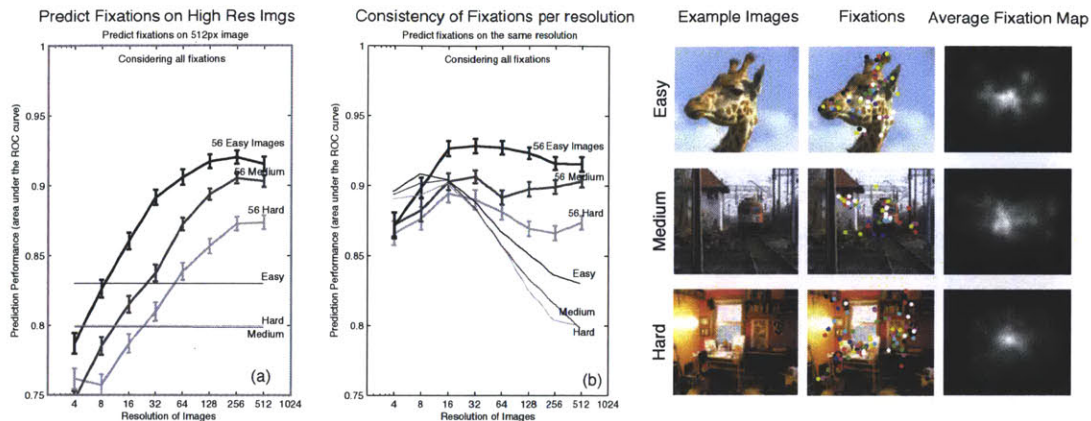 Predict Fixations on High Res Imgs
Predict fixations on 512px image
Considering all fixations
Prediction Performance (area under the ROC curve)
1
0.95
0.9
0.85
0.8
0.75
56 Easy Images
56 Medium
56 Hard
Easy
Hard
Medium
(a)
4 8 16 32 64 128 256 512 1024
Resolution of Images
Consistency of Fixations per resolution
Predict fixations on the same resolution
Considering all fixations
Prediction Performance (area under the ROC curve)
1
0.95
0.9
0.85
0.8
0.75
56 Easy Images
56 Medium
56 Hard
Easy
Medium
Hard
(b)
4 8 16 32 64 128 256 512 1024
Resolution of Images
Example Images
Fixations
Average Fixation Map
Easy
Medium
Hard